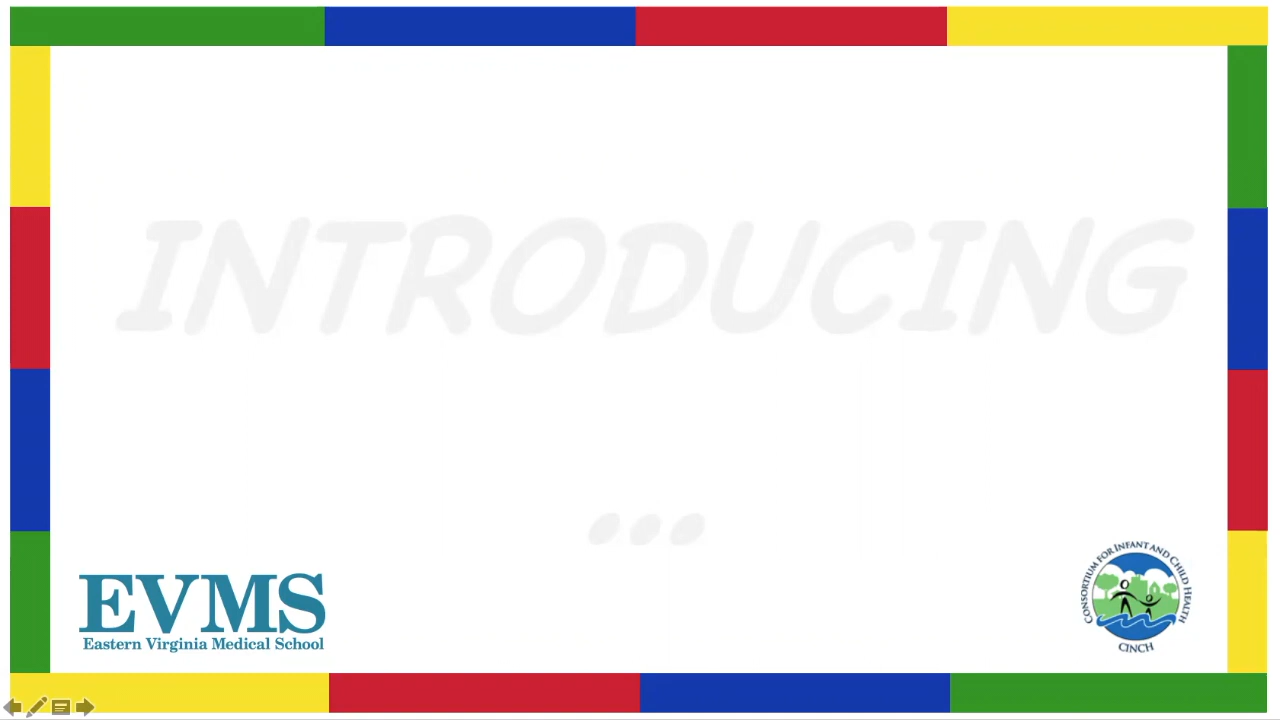 INTRODUCING
...
EVMS
Eastern Virginia Medical School
CONSORTIUM FOR INFANT AND CHILD HEALTH
CINCH